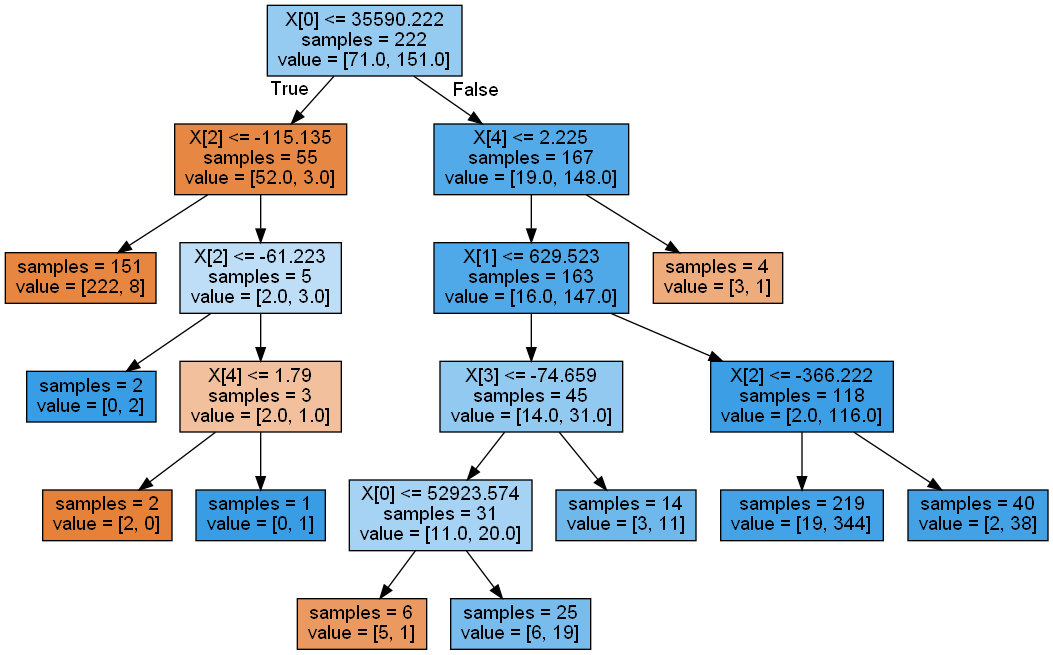 X[0] <= 35590.222
samples = 222
value = [71.0, 151.0]
True
False
X[2] <= -115.135
samples = 55
value = [52.0, 3.0]
X[4] <= 2.225
samples = 167
value = [19.0, 148.0]
samples = 151
value = [222, 8]
X[2] <= -61.223
samples = 5
value = [2.0, 3.0]
X[1] <= 629.523
samples = 163
value = [16.0, 147.0]
samples = 4
value = [3, 1]
samples = 2
value = [0, 2]
X[4] <= 1.79
samples = 3
value = [2.0, 1.0]
X[3] <= -74.659
samples = 45
value = [14.0, 31.0]
X[2] <= -366.222
samples = 118
value = [2.0, 116.0]
samples = 2
value = [2, 0]
samples = 1
value = [0, 1]
X[0] <= 52923.574
samples = 31
value = [11.0, 20.0]
samples = 14
value = [3, 11]
samples = 219
value = [19, 344]
samples = 40
value = [2, 38]
samples = 6
value = [5, 1]
samples = 25
value = [6, 19]